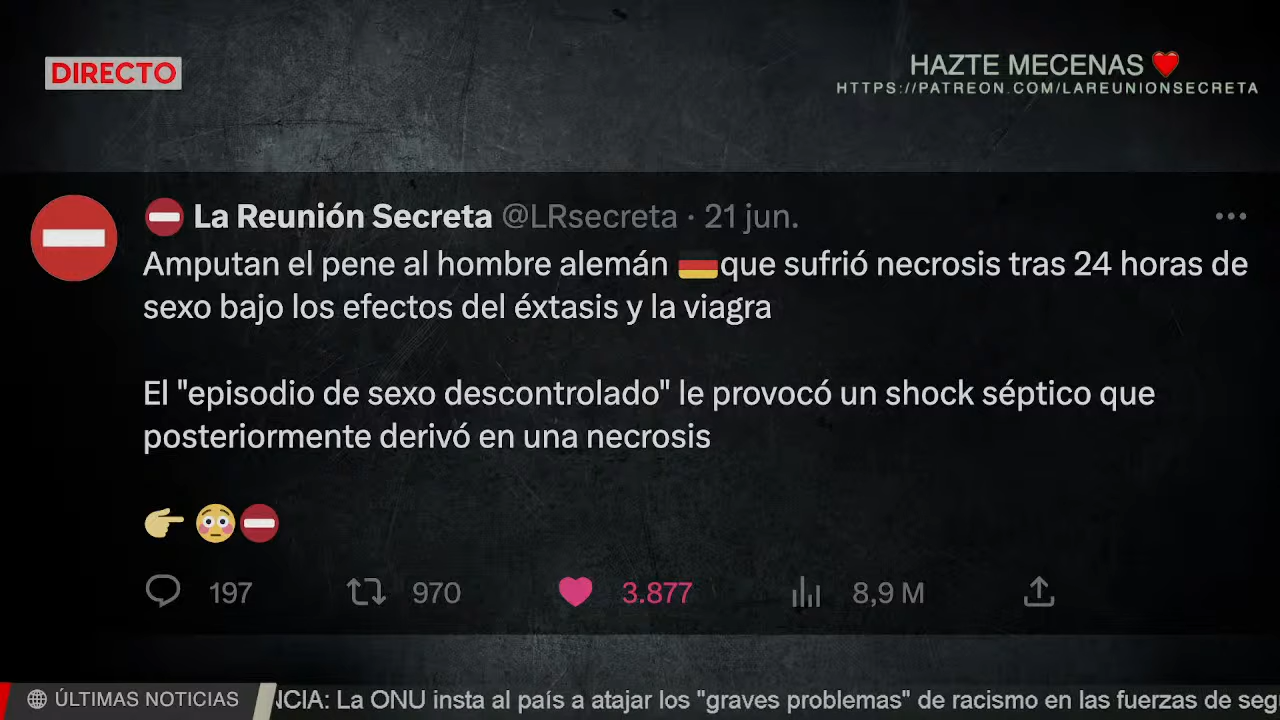 DIRECTO
HAZTE MECENAS ❤️
HTTPS://PATREON.COM/LAREUNIONSECRETA
⛔ La Reunión Secreta @LRsecreta · 21 jun.
Amputan el pene al hombre alemán 🇩🇪que sufrió necrosis tras 24 horas de
sexo bajo los efectos del éxtasis y la viagra
El "episodio de sexo descontrolado" le provocó un shock séptico que
posteriormente derivó en una necrosis
👉 😳⛔
197 970 3.877 8,9 M
ÚLTIMAS NOTICIAS
NCIA: La ONU insta al país a atajar los "graves problemas" de racismo en las fuerzas de seg